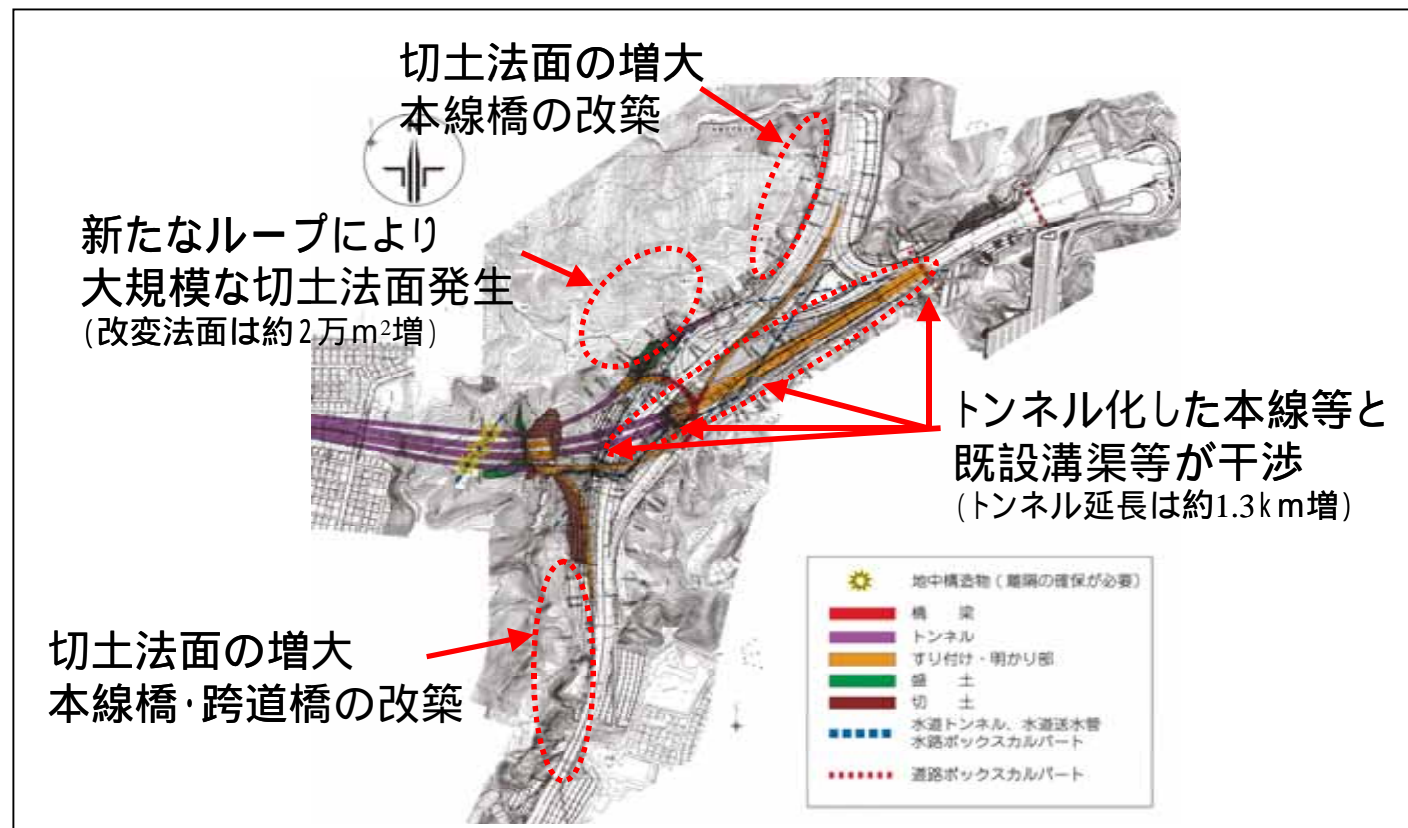 切土法面の増大
本線橋の改築
新たなループにより
大規模な切土法面発生
(改変法面は約2万m²増)
トンネル化した本線等と
既設溝渠等が干渉
(トンネル延長は約1.3km増)
切土法面の増大
本線橋・跨道橋の改築
地中構造物(離隔の確保が必要)
橋 梁
トンネル
すり付け・明かり部
盛 土
切 土
水道トンネル、水道送水管
水路ボックスカルバート
道路ボックスカルバート